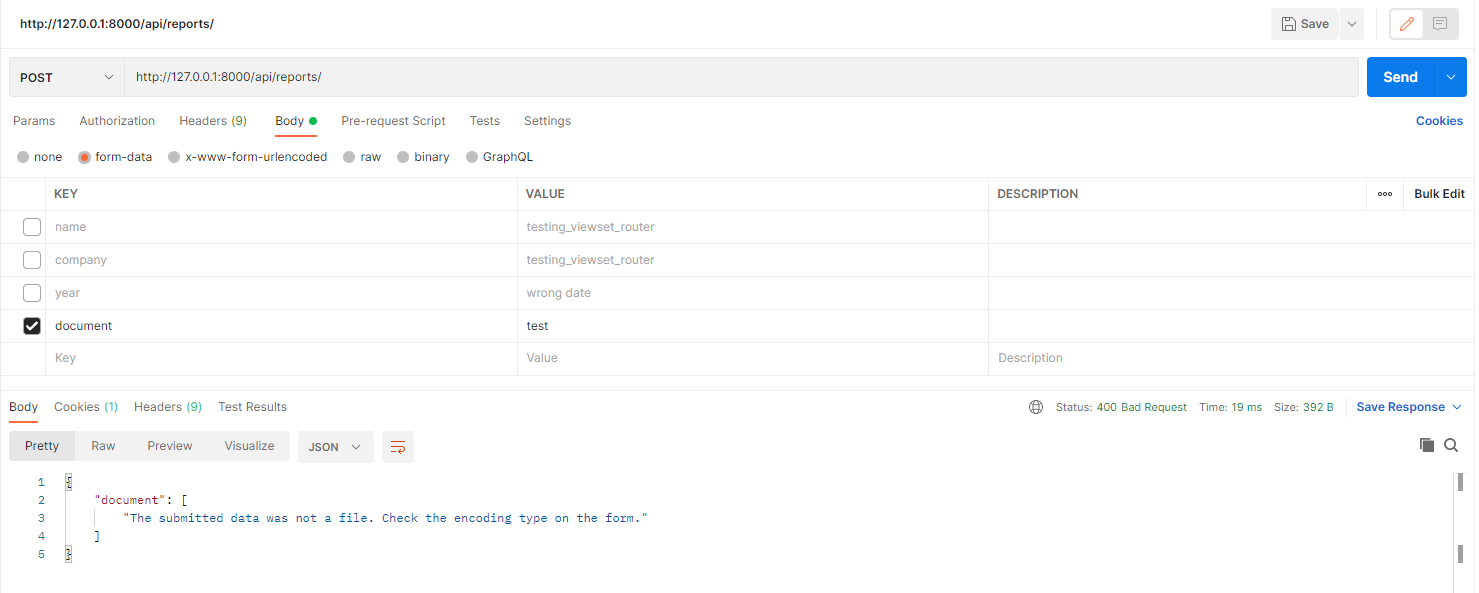 http://127.0.0.1:8000/api/reports/ Save
POST http://127.0.0.1:8000/api/reports/ Send
Params Authorization Headers (9) Body Pre-request Script Tests Settings Cookies
none form-data x-www-form-urlencoded raw binary GraphQL
KEY VALUE DESCRIPTION Bulk Edit
name testing_viewset_router
company testing_viewset_router
year wrong date
document test
Key Value Description
Body Cookies (1) Headers (9) Test Results Status: 400 Bad Request Time: 19 ms Size: 392 B Save Response
Pretty Raw Preview Visualize JSON
1 {
2 "document": [
3 "The submitted data was not a file. Check the encoding type on the form."
4 ]
5 }